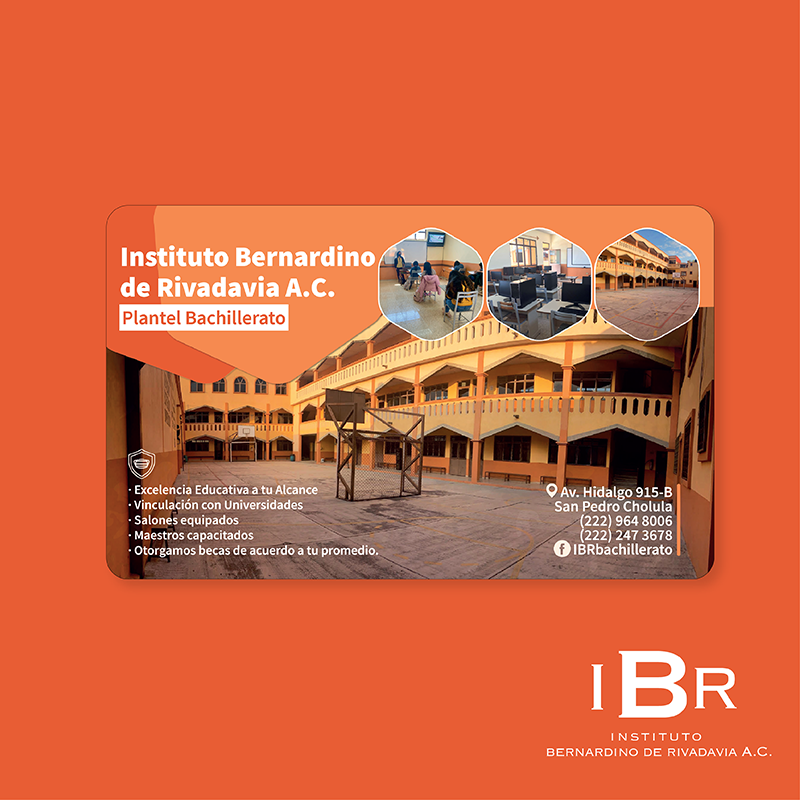 Instituto Bernardino
de Rivadavia A.C.
Plantel Bachillerato
· Excelencia Educativa a tu Alcance
· Vinculación con Universidades
· Salones equipados
· Maestros capacitados
· Otorgamos becas de acuerdo a tu promedio.
Av. Hidalgo 915-B
San Pedro Cholula
(222) 964 8006
(222) 247 3678
IBRbachillerato
IBR
INSTITUTO
BERNARDINO DE RIVADAVIA A.C.